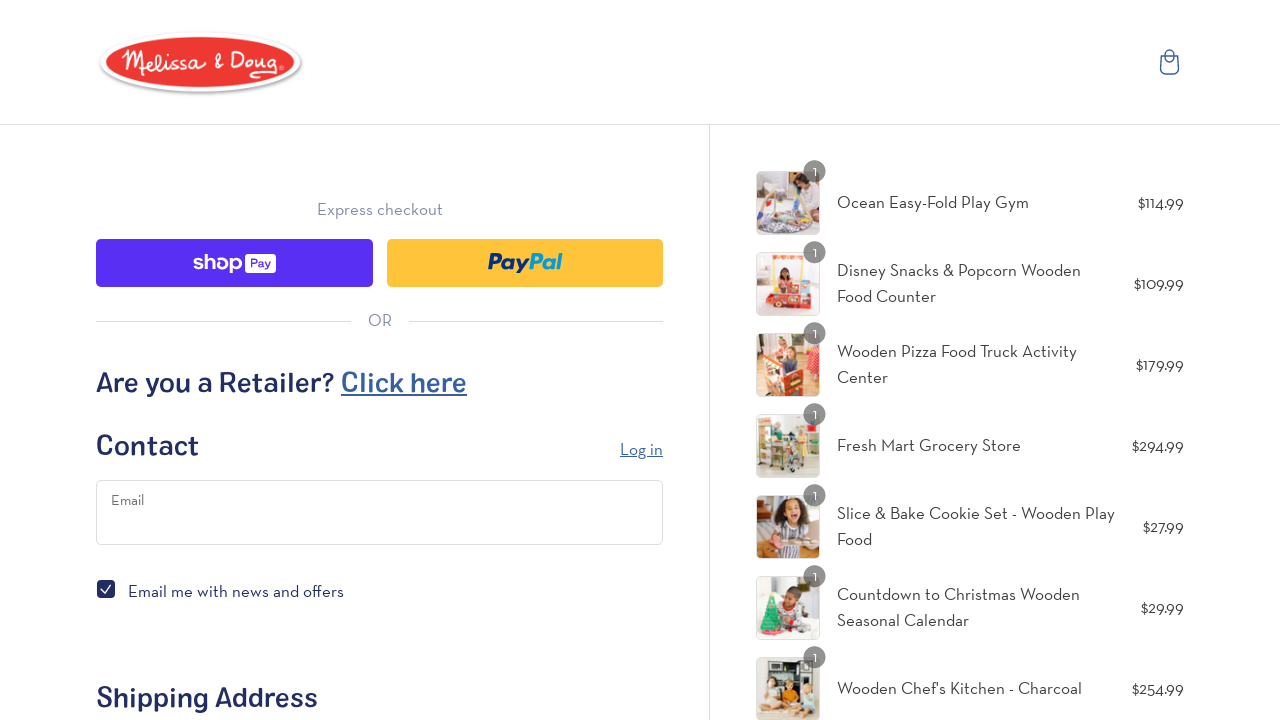 Melissa & Doug
Express checkout
shop Pay
PayPal
OR
Are you a Retailer? Click here
Contact
Log in
Email
Email me with news and offers
Shipping Address
1
Ocean Easy-Fold Play Gym
$114.99
1
Disney Snacks & Popcorn Wooden
Food Counter
$109.99
1
Wooden Pizza Food Truck Activity
Center
$179.99
1
Fresh Mart Grocery Store
$294.99
1
Slice & Bake Cookie Set - Wooden Play
Food
$27.99
1
Countdown to Christmas Wooden
Seasonal Calendar
$29.99
1
Wooden Chef's Kitchen - Charcoal
$254.99